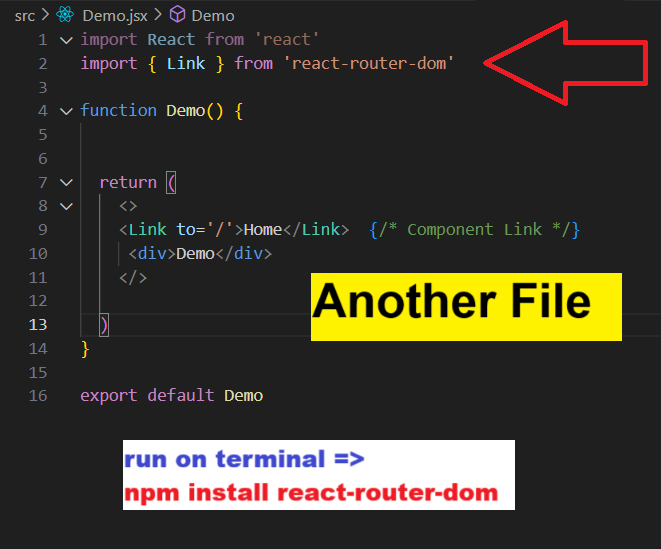 src > Demo.jsx > Demo
1 import React from 'react'
2 import { Link } from 'react-router-dom'
3
4 function Demo() {
5
6
7 return (
8 <>
9 <Link to='/'>Home</Link> {/* Component Link */}
10 <div>Demo</div>
11 </>
12
13 )
14 }
15
16 export default Demo
Another File
run on terminal =>
npm install react-router-dom